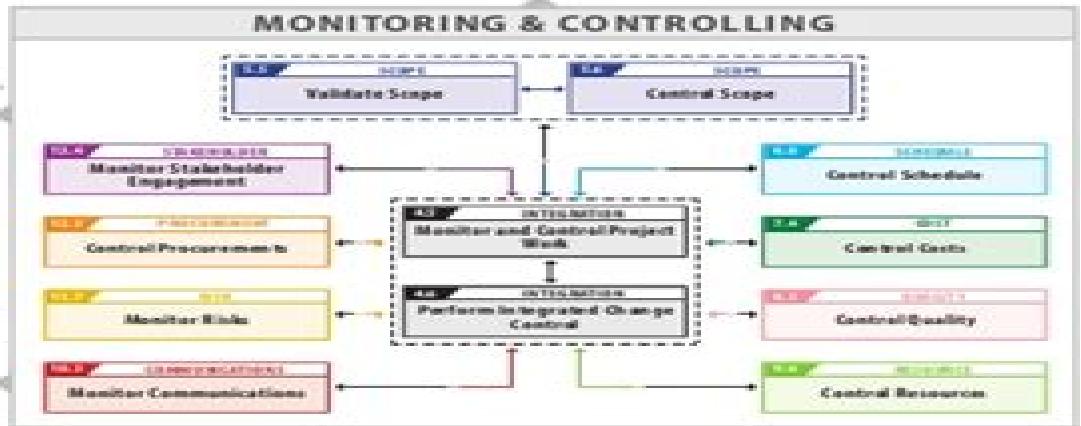 MONITORING & CONTROLLING
SCOPE
Validate Scope
SCOPE
Control Scope
STAKEHOLDER
Monitor Stakeholder
Engagement
SCHEDULE
Control Schedule
INTEGRATION
Monitor and Control Project
Work
PROCUREMENT
Control Procurements
COST
Control Costs
INTEGRATION
Perform Integrated Change
Control
RISK
Monitor Risks
QUALITY
Control Quality
COMMUNICATIONS
Monitor Communications
RESOURCE
Control Resources